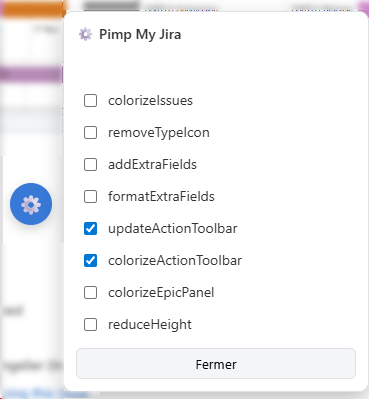 Pimp My Jira
colorizeIssues
removeTypeIcon
addExtraFields
formatExtraFields
updateActionToolbar
colorizeActionToolbar
colorizeEpicPanel
reduceHeight
Fermer